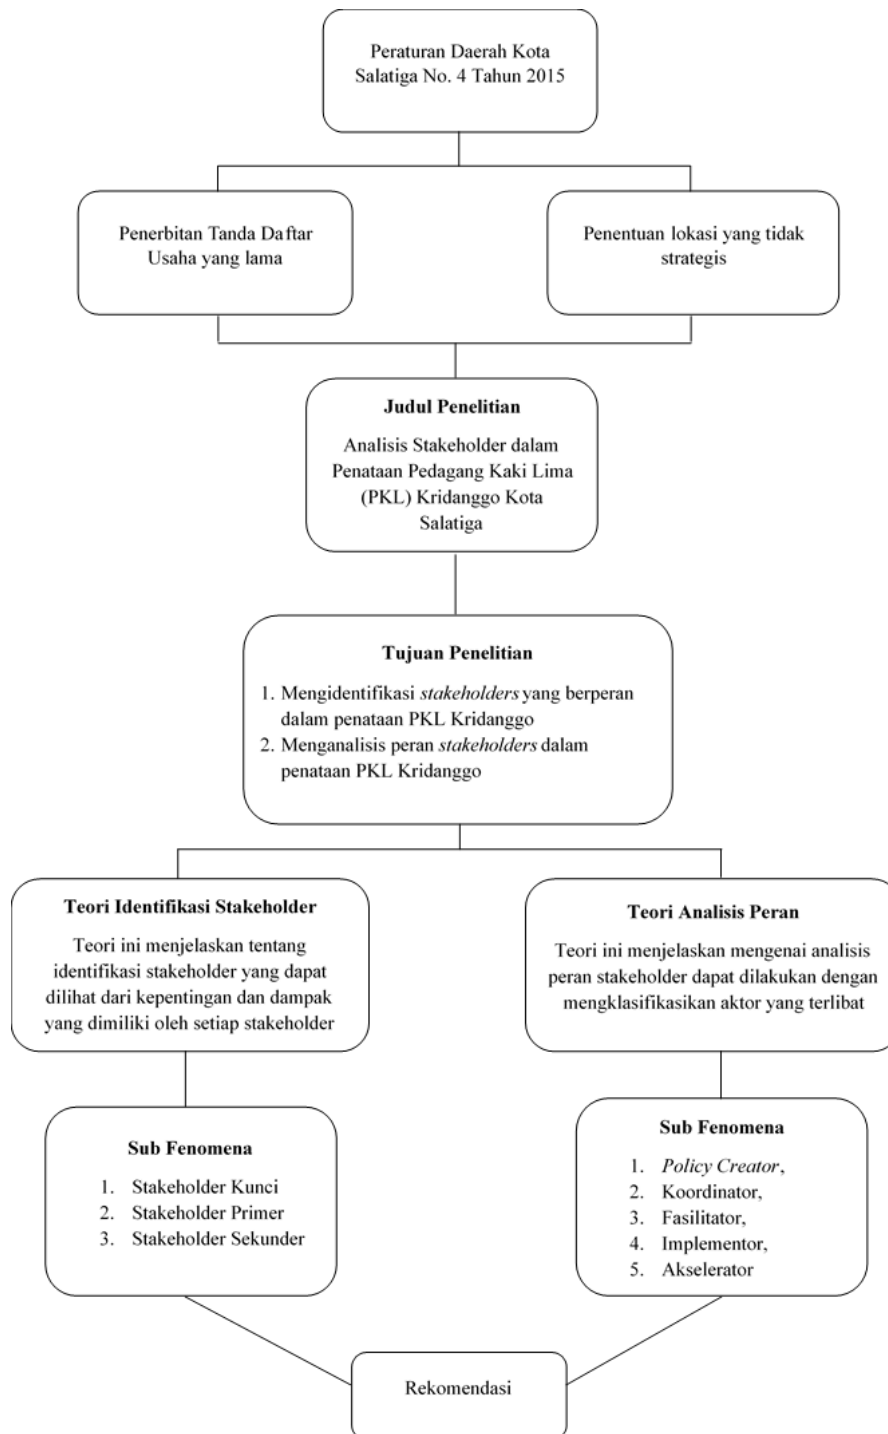 Peraturan Daerah Kota
Salatiga No. 4 Tahun 2015
Penerbitan Tanda Daftar
Usaha yang lama
Penentuan lokasi yang tidak
strategis
Judul Penelitian
Analisis Stakeholder dalam
Penataan Pedagang Kaki Lima
(PKL) Kridanggo Kota
Salatiga
Tujuan Penelitian
1. Mengidentifikasi stakeholders yang berperan
dalam penataan PKL Kridanggo
2. Menganalisis peran stakeholders dalam
penataan PKL Kridanggo
Teori Identifikasi Stakeholder
Teori ini menjelaskan tentang
identifikasi stakeholder yang dapat
dilihat dari kepentingan dan dampak
yang dimiliki oleh setiap stakeholder
Teori Analisis Peran
Teori ini menjelaskan mengenai analisis
peran stakeholder dapat dilakukan dengan
mengklasifikasikan aktor yang terlibat
Sub Fenomena
1. Stakeholder Kunci
2. Stakeholder Primer
3. Stakeholder Sekunder
Sub Fenomena
1. Policy Creator,
2. Koordinator,
3. Fasilitator,
4. Implementor,
5. Akselerator
Rekomendasi